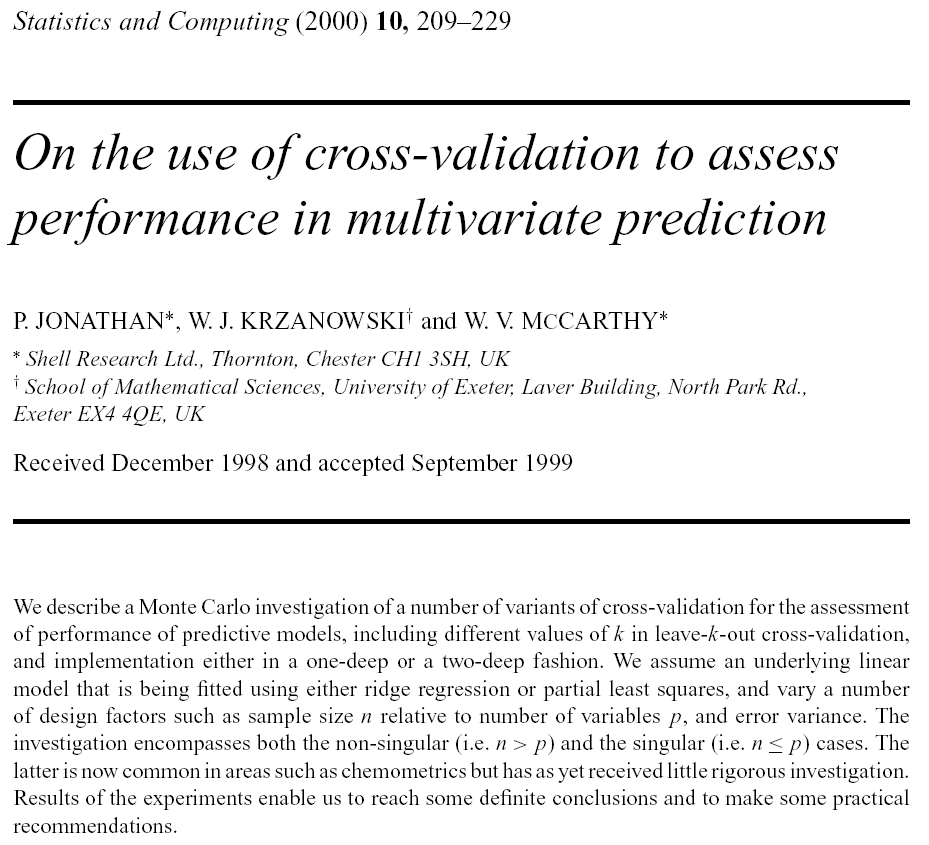 Statistics and Computing (2000) 10, 209–229
On the use of cross-validation to assess
performance in multivariate prediction
P. JONATHAN*, W. J. KRZANOWSKI† and W. V. MCCARTHY*
* Shell Research Ltd., Thornton, Chester CH1 3SH, UK
† School of Mathematical Sciences, University of Exeter, Laver Building, North Park Rd.,
Exeter EX4 4QE, UK
Received December 1998 and accepted September 1999
We describe a Monte Carlo investigation of a number of variants of cross-validation for the assessment
of performance of predictive models, including different values of k in leave-k-out cross-validation,
and implementation either in a one-deep or a two-deep fashion. We assume an underlying linear
model that is being fitted using either ridge regression or partial least squares, and vary a number
of design factors such as sample size n relative to number of variables p, and error variance. The
investigation encompasses both the non-singular (i.e. n > p) and the singular (i.e. n ≤ p) cases. The
latter is now common in areas such as chemometrics but has as yet received little rigorous investigation.
Results of the experiments enable us to reach some definite conclusions and to make some practical
recommendations.